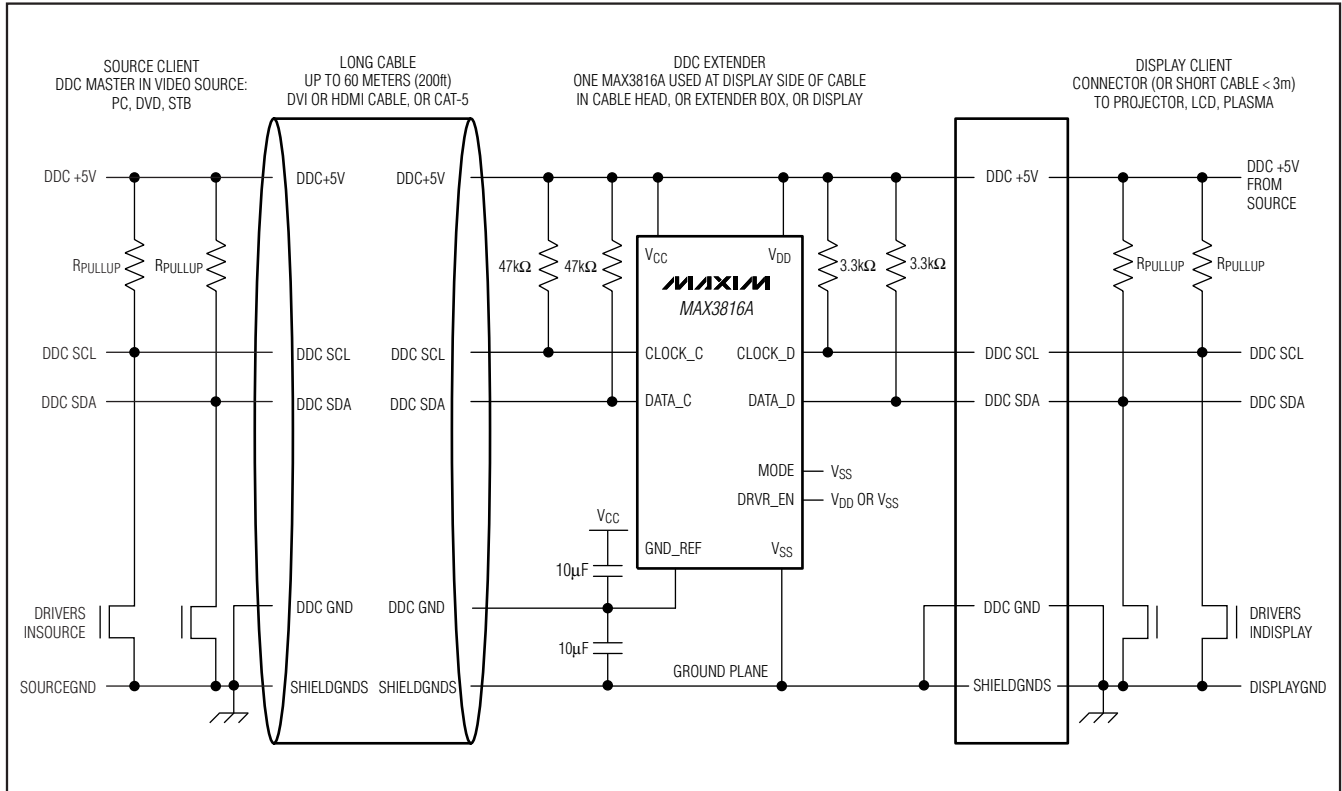 SOURCE CLIENT
DDC MASTER IN VIDEO SOURCE:
PC, DVD, STB
LONG CABLE
UP TO 60 METERS (200ft)
DVI OR HDMI CABLE, OR CAT-5
DDC EXTENDER
ONE MAX3816A USED AT DISPLAY SIDE OF CABLE
IN CABLE HEAD, OR EXTENDER BOX, OR DISPLAY
DISPLAY CLIENT
CONNECTOR (OR SHORT CABLE < 3m)
TO PROJECTOR, LCD, PLASMA
DDC +5V
DDC+5V
DDC+5V
DDC +5V
DDC +5V
FROM
SOURCE
RPULLUP
RPULLUP
47kΩ
47kΩ
VCC
VDD
MAXIM
MAX3816A
3.3kΩ
3.3kΩ
RPULLUP
RPULLUP
DDC SCL
DDC SCL
DDC SCL
CLOCK_C
CLOCK_D
DDC SCL
DDC SCL
DDC SDA
DDC SDA
DDC SDA
DATA_C
DATA_D
DDC SDA
DDC SDA
MODE
VSS
DRVR_EN
VDD OR VSS
VCC
GND_REF
VSS
10µF
DRIVERS
INSOURCE
DDC GND
DDC GND
DDC GND
DRIVERS
INDISPLAY
10µF
GROUND PLANE
SOURCEGND
SHIELDGNDS
SHIELDGNDS
SHIELDGNDS
DISPLAYGND